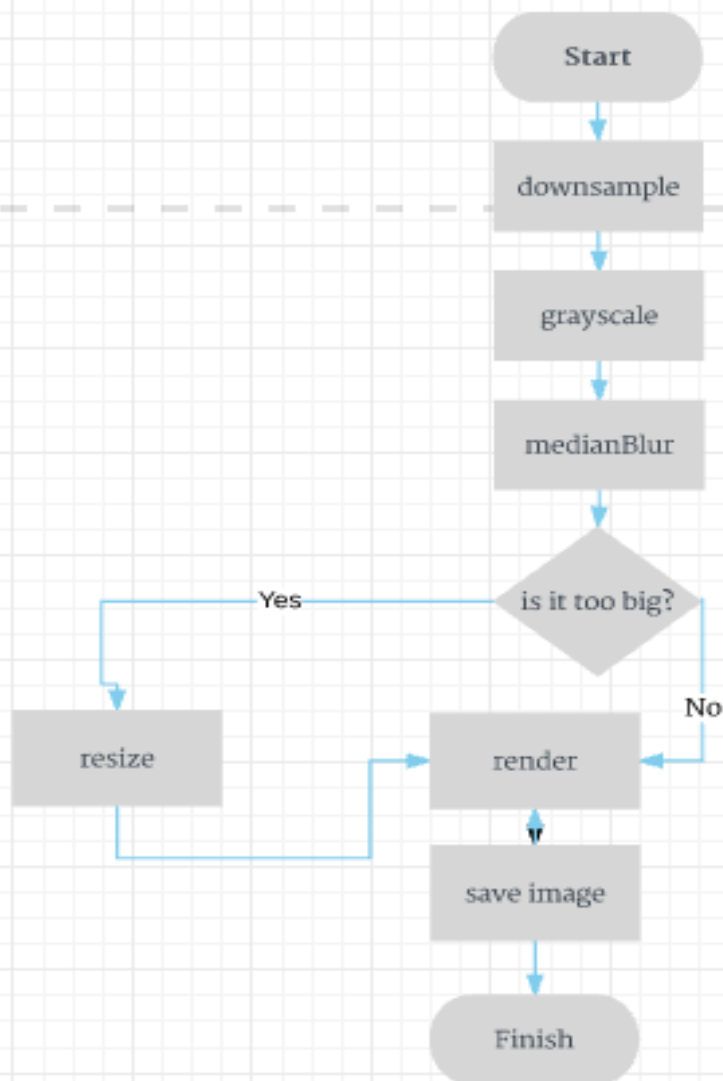 Start
downsample
grayscale
medianBlur
is it too big?
Yes
No
resize
render
save image
Finish